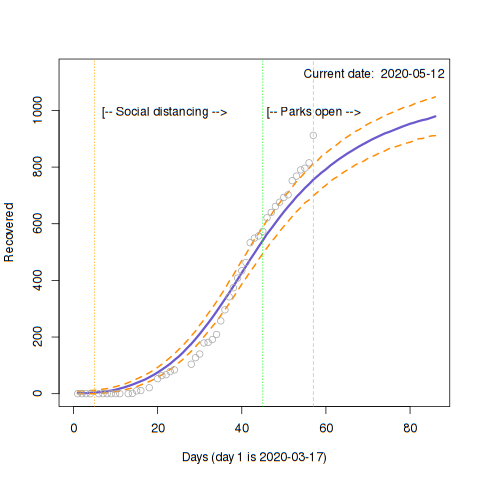 Current date: 2020-05-12
[-- Social distancing --> [-- Parks open -->
Recovered
1000
800
600
400
200
0
0 20 40 60 80
Days (day 1 is 2020-03-17)